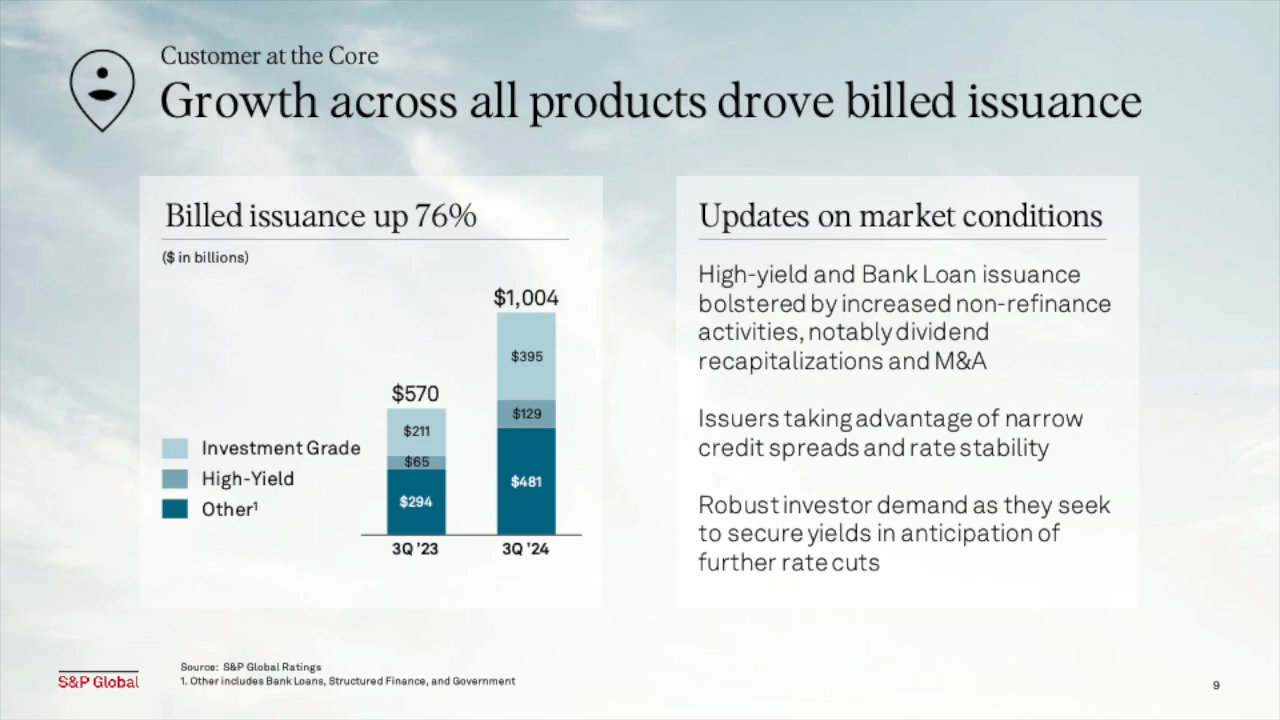 Customer at the Core
Growth across all products drove billed issuance
Billed issuance up 76%
($ in billions)
$1,004
$395
$570
$129
$211
Investment Grade
$65
High-Yield
$481
$294
Other¹
3Q ’23
3Q ’24
Updates on market conditions
High-yield and Bank Loan issuance
bolstered by increased non-refinance
activities, notably dividend
recapitalizations and M&A
Issuers taking advantage of narrow
credit spreads and rate stability
Robust investor demand as they seek
to secure yields in anticipation of
further rate cuts
S&P Global
Source: S&P Global Ratings
1. Other includes Bank Loans, Structured Finance, and Government
9